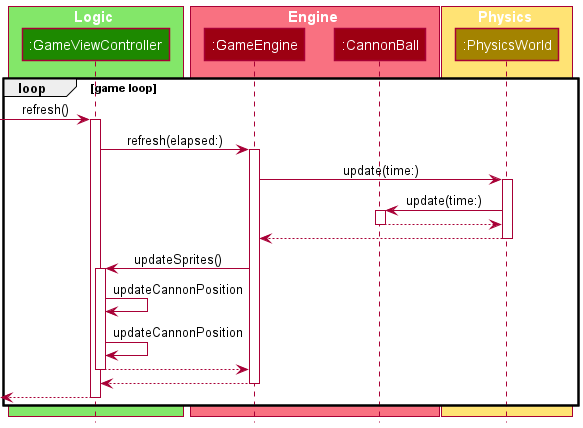 Logic
Engine
Physics
:GameViewController
:GameEngine
:CannonBall
:PhysicsWorld
loop
[game loop]
refresh()
refresh(elapsed:)
update(time:)
update(time:)
updateSprites()
updateCannonPosition
updateCannonPosition